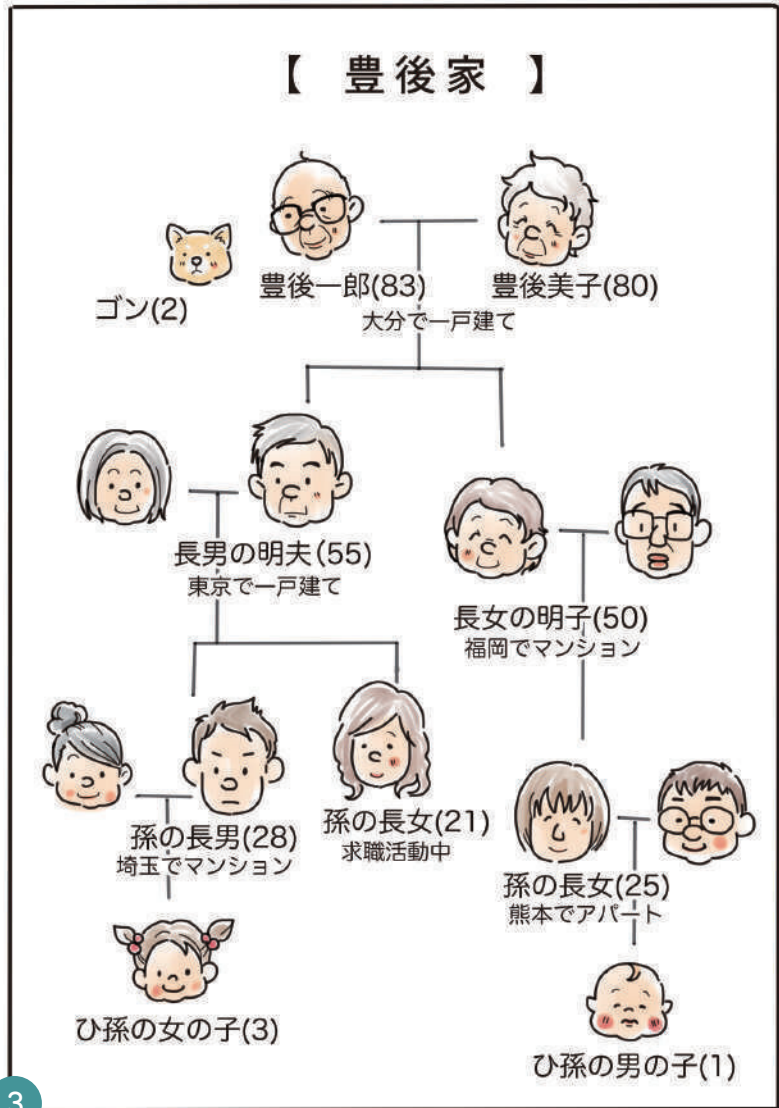 【 豊後家 】
ゴン(2)
豊後一郎(83)
豊後美子(80)
大分で一戸建て
長男の明夫(55)
東京で一戸建て
長女の明子(50)
福岡でマンション
孫の長男(28)
埼玉でマンション
孫の長女(21)
求職活動中
孫の長女(25)
熊本でアパート
ひ孫の女の子(3)
ひ孫の男の子(1)
3